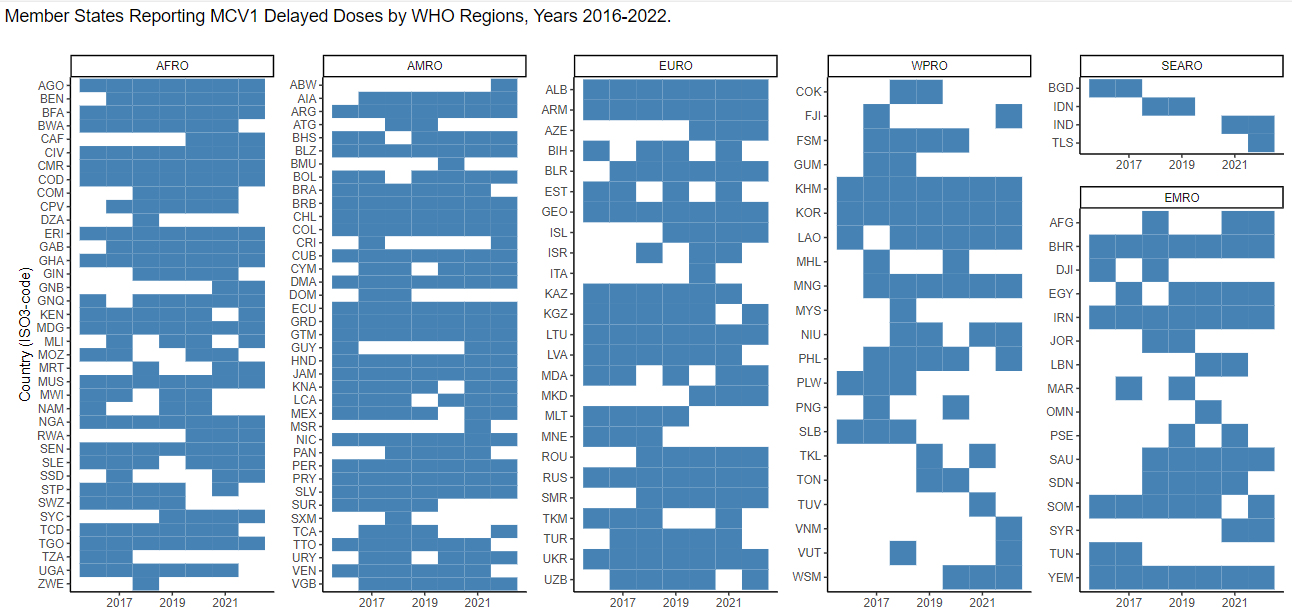 Member States Reporting MCV1 Delayed Doses by WHO Regions, Years 2016-2022.
Country (ISO3-code)
AFRO
AGO
BEN
BFA
BWA
CAF
CIV
CMR
COD
COM
CPV
DZA
ERI
GAB
GHA
GIN
GNB
GNQ
KEN
MDG
MLI
MOZ
MRT
MUS
MWI
NAM
NGA
RWA
SEN
SLE
SSD
STP
SWZ
SYC
TCD
TGO
TZA
UGA
ZWE
2017 2019 2021
AMRO
ABW
AIA
ARG
ATG
BHS
BLZ
BMU
BOL
BRA
BRB
CHL
COL
CRI
CUB
CYM
DMA
DOM
ECU
GRD
GTM
GUY
HND
JAM
KNA
LCA
MEX
MSR
NIC
PAN
PER
PRY
SLV
SUR
SXM
TCA
TTO
URY
VEN
VGB
2017 2019 2021
EURO
ALB
ARM
AZE
BIH
BLR
EST
GEO
ISL
ISR
ITA
KAZ
KGZ
LTU
LVA
MDA
MKD
MLT
MNE
ROU
RUS
SMR
TKM
TUR
UKR
UZB
2017 2019 2021
WPRO
COK
FJI
FSM
GUM
KHM
KOR
LAO
MHL
MNG
MYS
NIU
PHL
PLW
PNG
SLB
TKL
TON
TUV
VNM
VUT
WSM
2017 2019 2021
SEARO
BGD
IDN
IND
TLS
2017 2019 2021
EMRO
AFG
BHR
DJI
EGY
IRN
JOR
LBN
MAR
OMN
PSE
SAU
SDN
SOM
SYR
TUN
YEM
2017 2019 2021